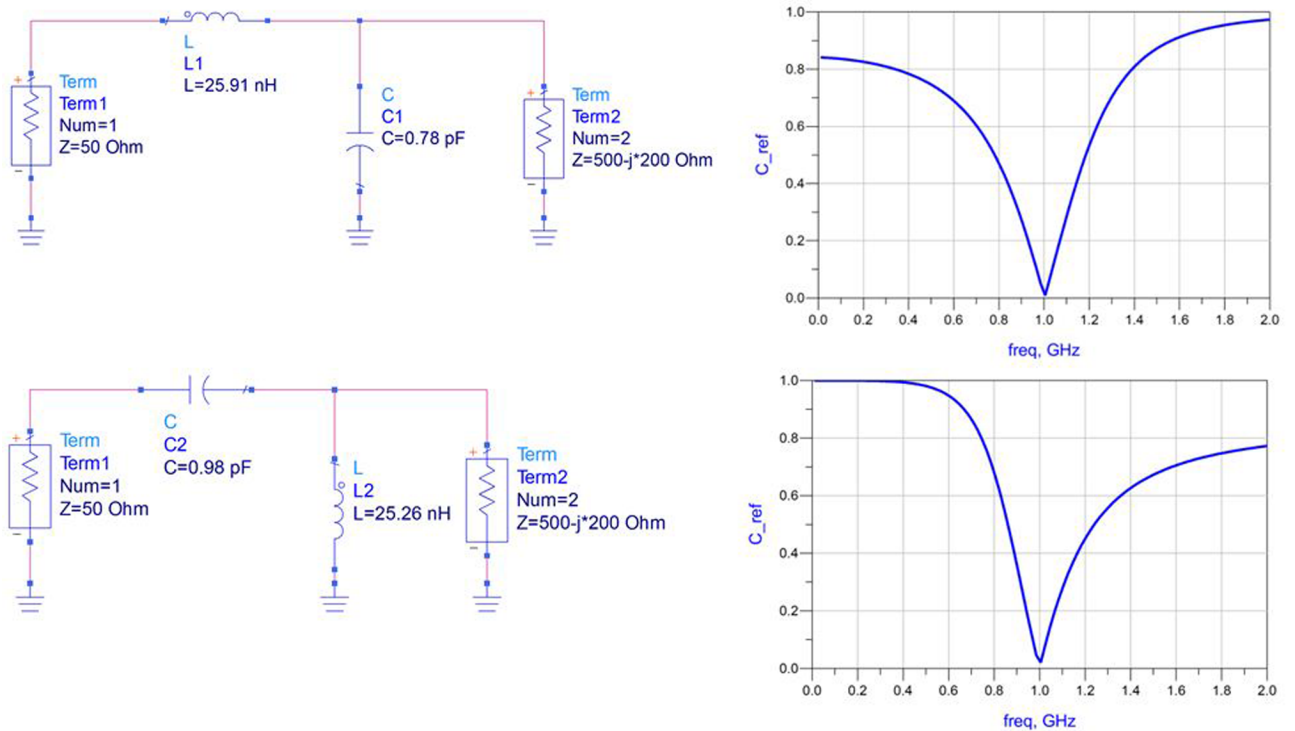 L
L1
L=25.91 nH
+
Term
Term1
Num=1
Z=50 Ohm
–
C
C1
C=0.78 pF
+
Term
Term2
Num=2
Z=500-j*200 Ohm
–
1.0
0.8
0.6
0.4
0.2
0.0
C_ref
0.0 0.2 0.4 0.6 0.8 1.0 1.2 1.4 1.6 1.8 2.0
freq, GHz
C
C2
C=0.98 pF
+
Term
Term1
Num=1
Z=50 Ohm
–
L
L2
L=25.26 nH
+
Term
Term2
Num=2
Z=500-j*200 Ohm
–
1.0
0.8
0.6
0.4
0.2
0.0
C_ref
0.0 0.2 0.4 0.6 0.8 1.0 1.2 1.4 1.6 1.8 2.0
freq, GHz